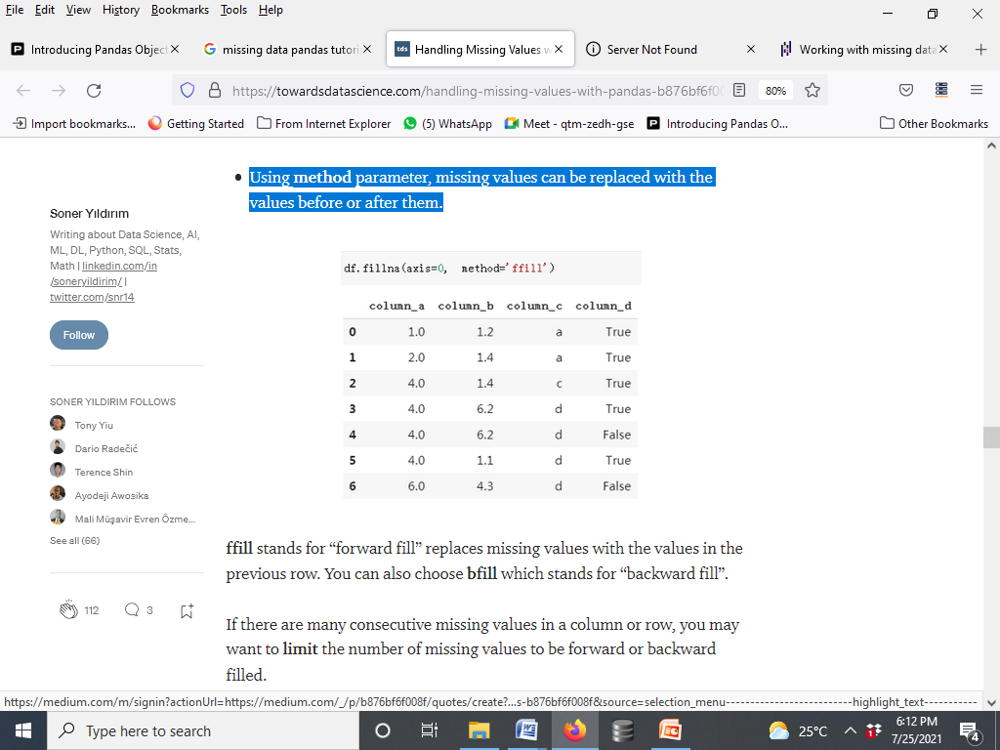 File Edit View History Bookmarks Tools Help
Introducing Pandas Object
missing data pandas tutori
Handling Missing Values w
Server Not Found
Working with missing data
https://towardsdatascience.com/handling-missing-values-with-pandas-b876bf6f00
80%
Import bookmarks...
Getting Started
From Internet Explorer
(5) WhatsApp
Meet - qtm-zedh-gse
Introducing Pandas O...
Other Bookmarks
Soner Yıldırım
Writing about Data Science, AI,
ML, DL, Python, SQL, Stats,
Math | linkedin.com/in
/soneryildirim/ |
twitter.com/snr14
Follow
SONER YILDIRIM FOLLOWS
Tony Yiu
Dario Radečić
Terence Shin
Ayodeji Awosika
Mali Müşavir Evren Özme...
See all (66)
112 3
• Using method parameter, missing values can be replaced with the
values before or after them.
df.fillna(axis=0, method='ffill')
column_a column_b column_c column_d
0 1.0 1.2 a True
1 2.0 1.4 a True
2 4.0 1.4 c True
3 4.0 6.2 d True
4 4.0 6.2 d False
5 4.0 1.1 d True
6 6.0 4.3 d False
ffill stands for “forward fill” replaces missing values with the values in the
previous row. You can also choose bfill which stands for “backward fill”.
If there are many consecutive missing values in a column or row, you may
want to limit the number of missing values to be forward or backward
filled.
https://medium.com/m/signin?actionUrl=https://medium.com/_/p/b876bf6f008f/quotes/create?...s-b876bf6f008f&source=selection_menu--------------------------highlight_text-----------
Type here to search
25°C
6:12 PM
7/25/2021
4